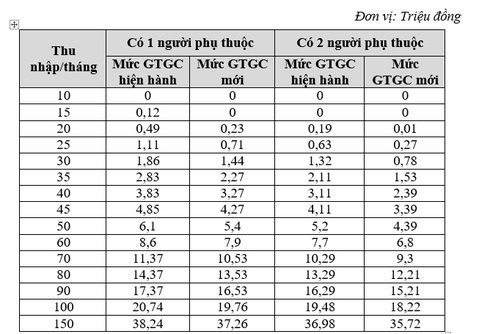 Đơn vị: Triệu đồng
Thu nhập/tháng | Có 1 người phụ thuộc | Có 2 người phụ thuộc
Mức GTGC hiện hành | Mức GTGC mới | Mức GTGC hiện hành | Mức GTGC mới
10 | 0 | 0 | 0 | 0
15 | 0,12 | 0 | 0 | 0
20 | 0,49 | 0,23 | 0,19 | 0,01
25 | 1,11 | 0,71 | 0,63 | 0,27
30 | 1,86 | 1,44 | 1,32 | 0,78
35 | 2,83 | 2,27 | 2,11 | 1,53
40 | 3,83 | 3,27 | 3,11 | 2,39
45 | 4,85 | 4,27 | 4,11 | 3,39
50 | 6,1 | 5,4 | 5,2 | 4,39
60 | 8,6 | 7,9 | 7,7 | 6,8
70 | 11,37 | 10,53 | 10,29 | 9,3
80 | 14,37 | 13,53 | 13,29 | 12,21
90 | 17,37 | 16,53 | 16,29 | 15,21
100 | 20,74 | 19,76 | 19,48 | 18,22
150 | 38,24 | 37,26 | 36,98 | 35,72